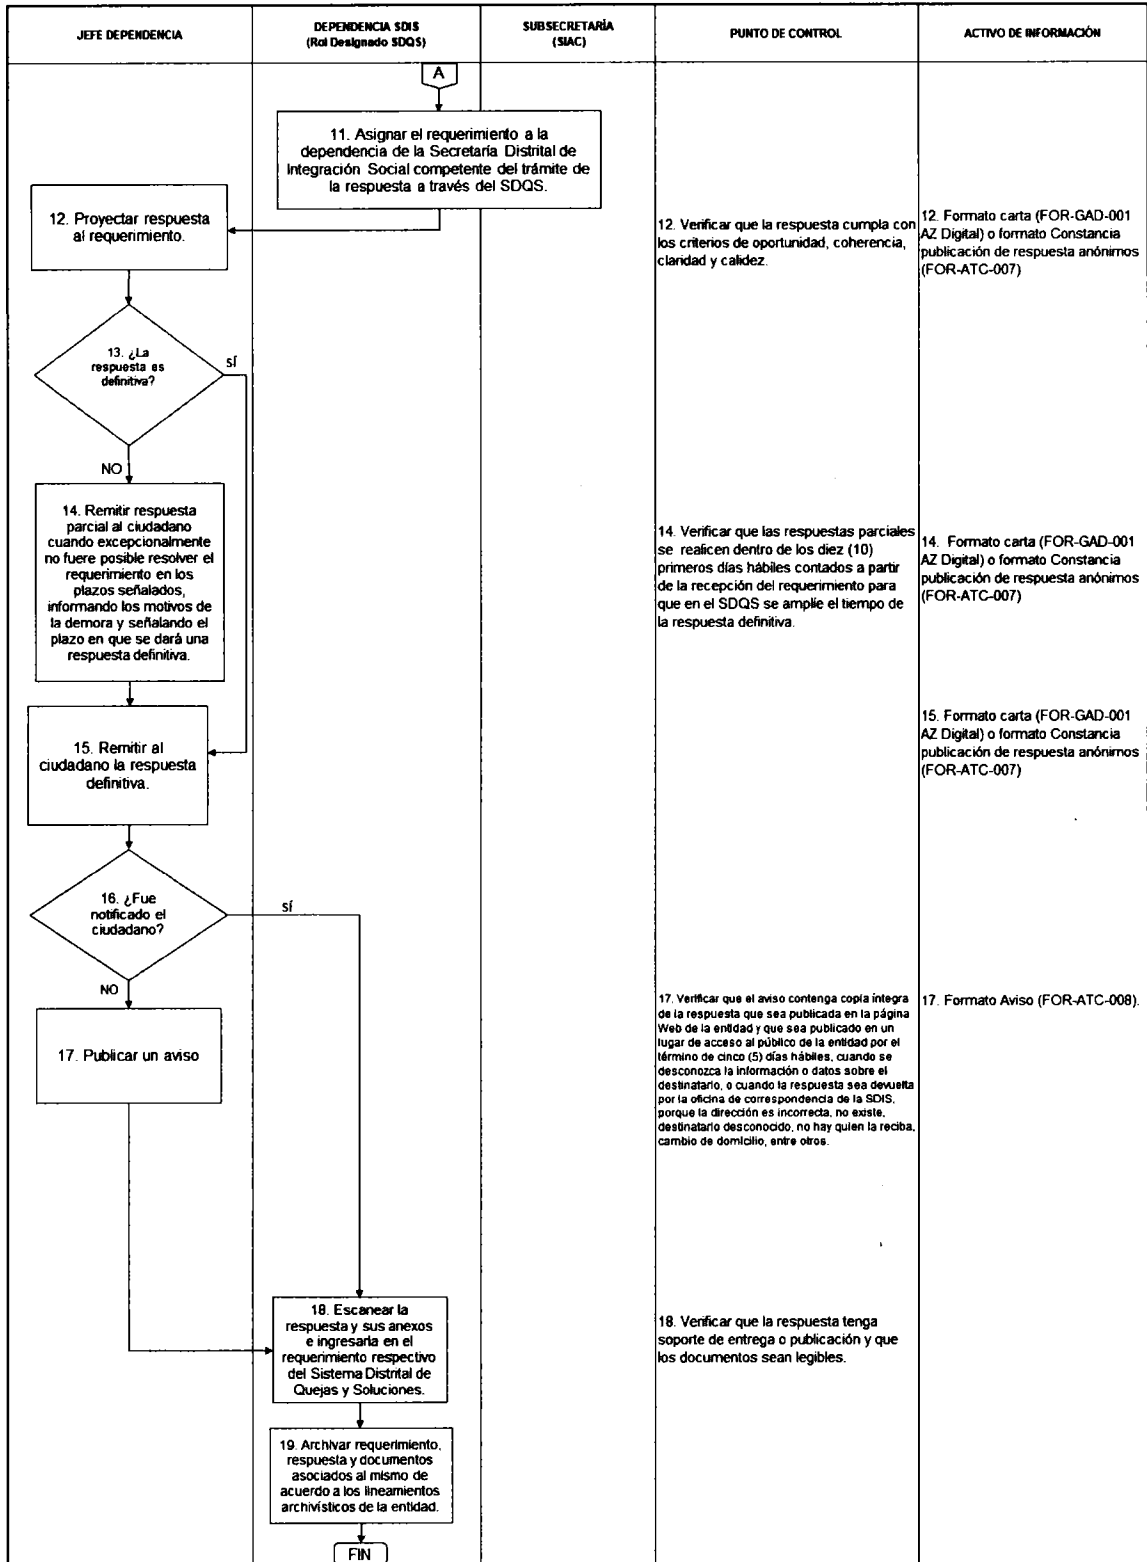 JEFE DEPENDENCIA
DEPENDENCIA SDIS
(Rol Designado SDQS)
SUBSECRETARÍA
(SIAC)
PUNTO DE CONTROL
ACTIVO DE INFORMACIÓN
A
11. Asignar el requerimiento a la
dependencia de la Secretaría Distrital de
Integración Social competente del trámite de
la respuesta a través del SDQS.
12. Proyectar respuesta
al requerimiento.
12. Verificar que la respuesta cumpla con
los criterios de oportunidad, coherencia,
claridad y calidez.
12. Formato carta (FOR-GAD-001
AZ Digital) o formato Constancia
publicación de respuesta anónimos
(FOR-ATC-007)
13. ¿La
respuesta es
definitiva?
SÍ
NO
14. Remitir respuesta
parcial al ciudadano
cuando excepcionalmente
no fuere posible resolver el
requerimiento en los
plazos señalados,
informando los motivos de
la demora y señalando el
plazo en que se dará una
respuesta definitiva.
14. Verificar que las respuestas parciales
se realicen dentro de los diez (10)
primeros días hábiles contados a partir
de la recepción del requerimiento para
que en el SDQS se amplíe el tiempo de
la respuesta definitiva.
14. Formato carta (FOR-GAD-001
AZ Digital) o formato Constancia
publicación de respuesta anónimos
(FOR-ATC-007)
15. Remitir al
ciudadano la respuesta
definitiva.
15. Formato carta (FOR-GAD-001
AZ Digital) o formato Constancia
publicación de respuesta anónimos
(FOR-ATC-007)
16. ¿Fue
notificado el
ciudadano?
SÍ
NO
17. Publicar un aviso
17. Verificar que el aviso contenga copia integra
de la respuesta que sea publicada en la página
Web de la entidad y que sea publicado en un
lugar de acceso al público de la entidad por el
término de cinco (5) días hábiles, cuando se
desconozca la información o datos sobre el
destinatario, o cuando la respuesta sea devuelta
por la oficina de correspondencia de la SDIS,
porque la dirección es incorrecta, no existe,
destinatario desconocido, no hay quien la reciba,
cambio de domicilio, entre otros.
17. Formato Aviso (FOR-ATC-008).
18. Escanear la
respuesta y sus anexos
e ingresarla en el
requerimiento respectivo
del Sistema Distrital de
Quejas y Soluciones.
18. Verificar que la respuesta tenga
soporte de entrega o publicación y que
los documentos sean legibles.
19. Archivar requerimiento,
respuesta y documentos
asociados al mismo de
acuerdo a los lineamientos
archivísticos de la entidad.
FIN